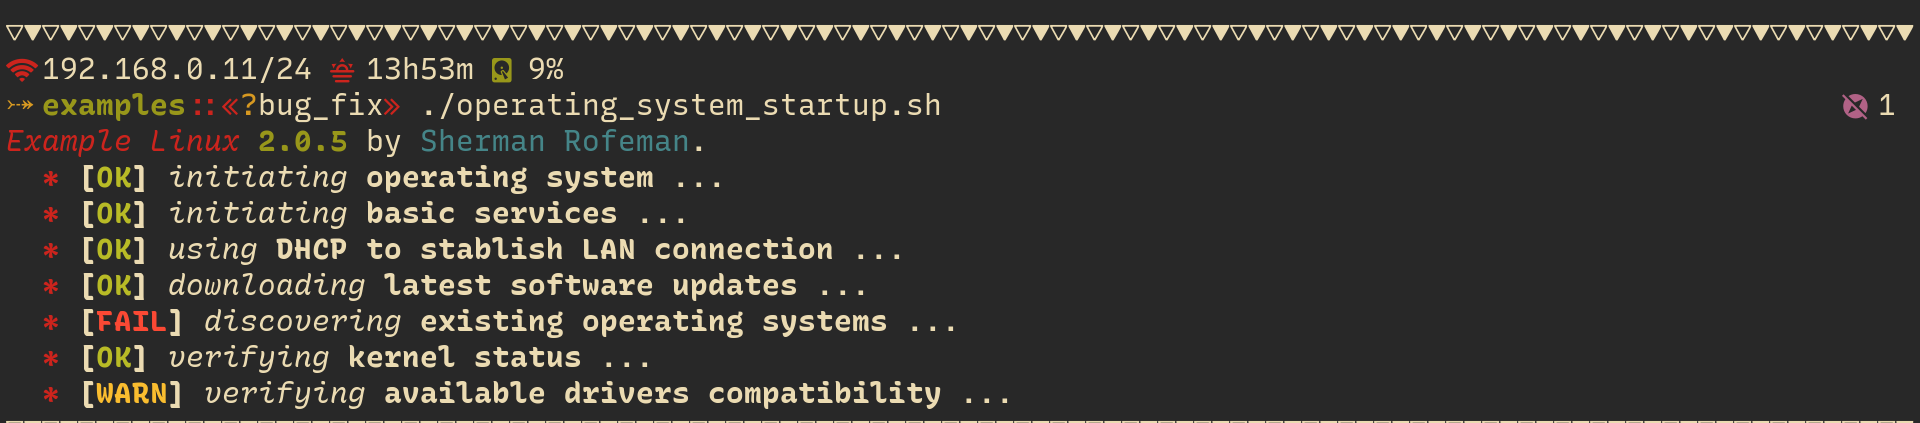 192.168.0.11/24 13h53m 9%
examples::«?bug_fix» ./operating_system_startup.sh 1
Example Linux 2.0.5 by Sherman Rofeman.
* [OK] initiating operating system ...
* [OK] initiating basic services ...
* [OK] using DHCP to stablish LAN connection ...
* [OK] downloading latest software updates ...
* [FAIL] discovering existing operating systems ...
* [OK] verifying kernel status ...
* [WARN] verifying available drivers compatibility ...